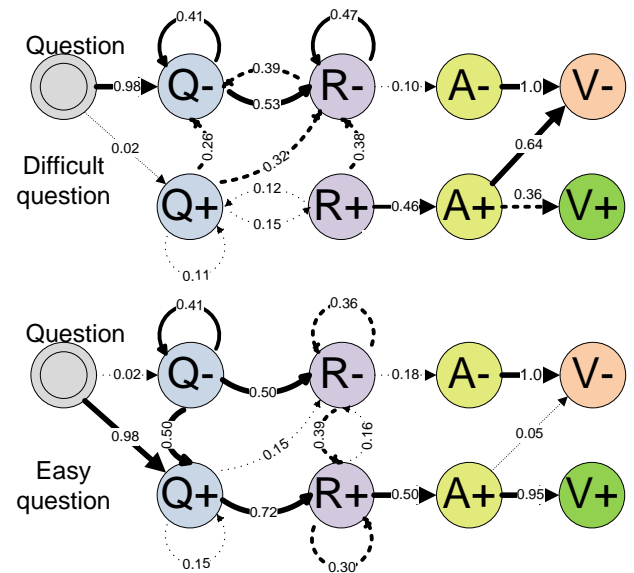 0.41
0.47
Question
0.39
0.98
Q-
0.53
R-
0.10
A-
1.0
V-
0.02
0.26
0.32
0.38
0.64
Difficult
question
Q+
0.12
0.15
R+
0.46
A+
0.36
V+
0.11
0.41
0.36
Question
0.02
Q-
0.50
R-
0.18
A-
1.0
V-
0.98
0.50
0.15
0.39
0.16
0.05
Easy
question
Q+
0.72
R+
0.50
A+
0.95
V+
0.15
0.30